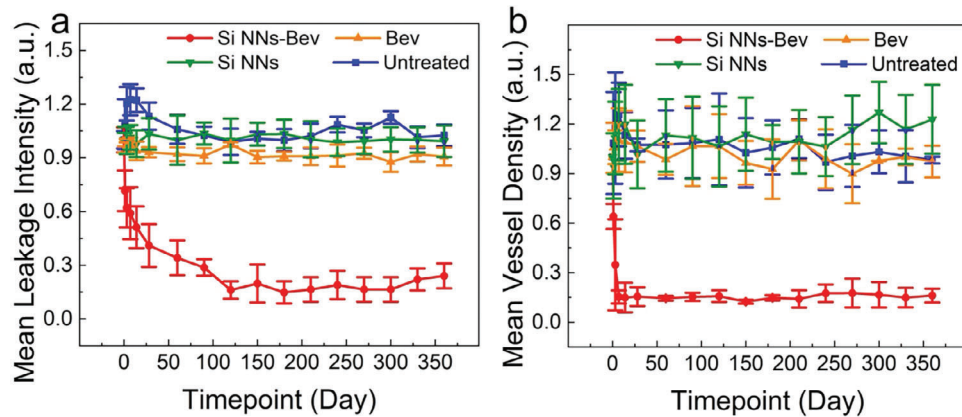 a
Si NNs-Bev
Bev
Si NNs
Untreated
1.5
1.2
0.9
0.6
0.3
0.0
Mean Leakage Intensity (a.u.)
0 50 100 150 200 250 300 350
Timepoint (Day)
b
Si NNs-Bev
Bev
Si NNs
Untreated
1.5
1.2
0.9
0.6
0.3
0.0
Mean Vessel Density (a.u.)
0 50 100 150 200 250 300 350
Timepoint (Day)